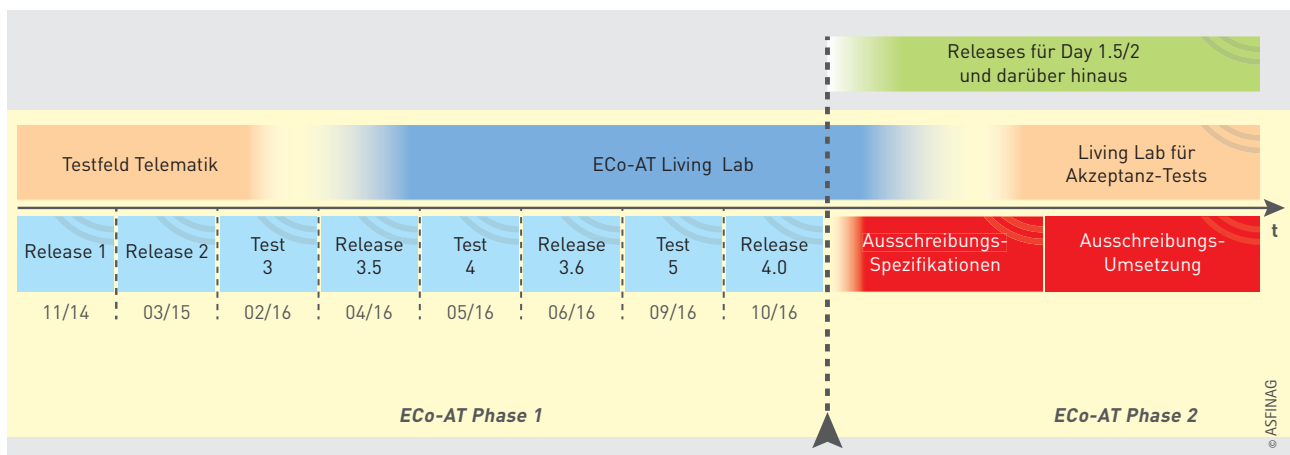 Releases für Day 1.5/2
und darüber hinaus
Testfeld Telematik
ECo-AT Living Lab
Living Lab für
Akzeptanz-Tests
t
Release 1
Release 2
Test
3
Release
3.5
Test
4
Release
3.6
Test
5
Release
4.0
Ausschreibungs-
Spezifikationen
Ausschreibungs-
Umsetzung
11/14
03/15
02/16
04/16
05/16
06/16
09/16
10/16
ECo-AT Phase 1
ECo-AT Phase 2
© ASFINAG